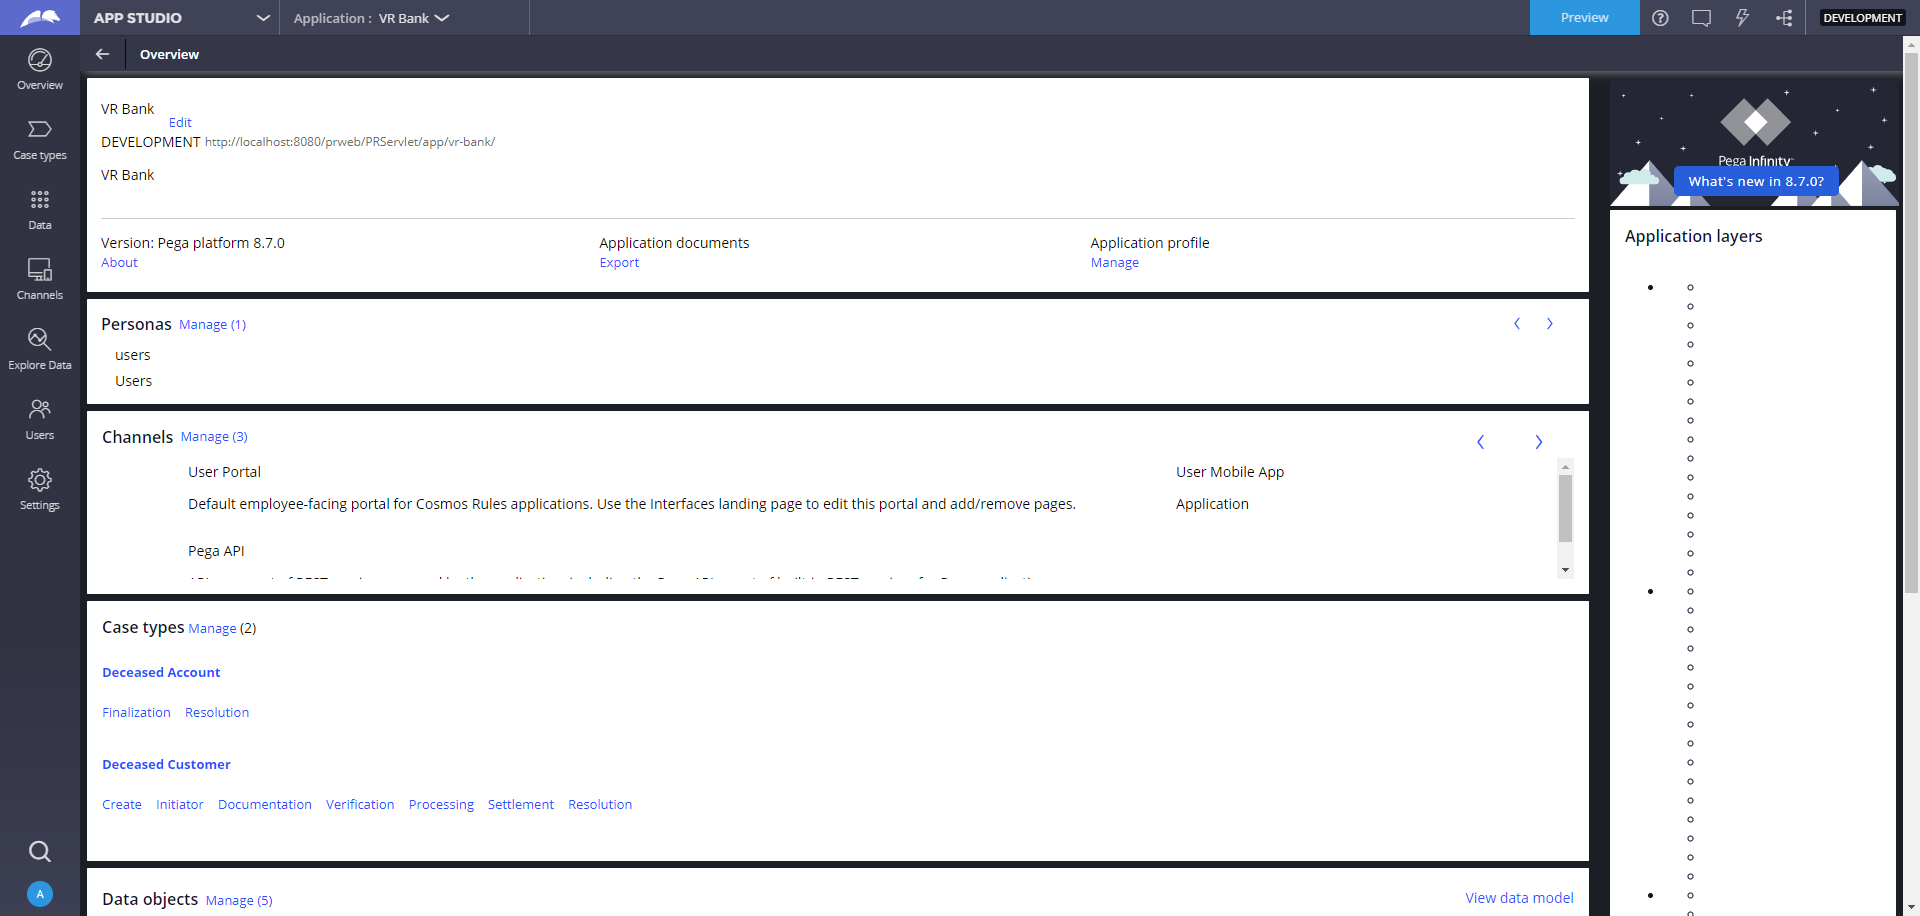 APP STUDIO
Application : VR Bank
Preview
DEVELOPMENT
Overview
Overview
Case types
Data
Channels
Explore Data
Users
Settings
A
VR Bank
Edit
DEVELOPMENT http://localhost:8080/prweb/PRServlet/app/vr-bank/
VR Bank
Version: Pega platform 8.7.0
About
Application documents
Export
Application profile
Manage
Personas Manage (1)
users
Users
Channels Manage (3)
User Portal
Default employee-facing portal for Cosmos Rules applications. Use the Interfaces landing page to edit this portal and add/remove pages.
User Mobile App
Application
Pega API
Case types Manage (2)
Deceased Account
Finalization Resolution
Deceased Customer
Create Initiator Documentation Verification Processing Settlement Resolution
Data objects Manage (5)
View data model
Pega Infinity™
What's new in 8.7.0?
Application layers